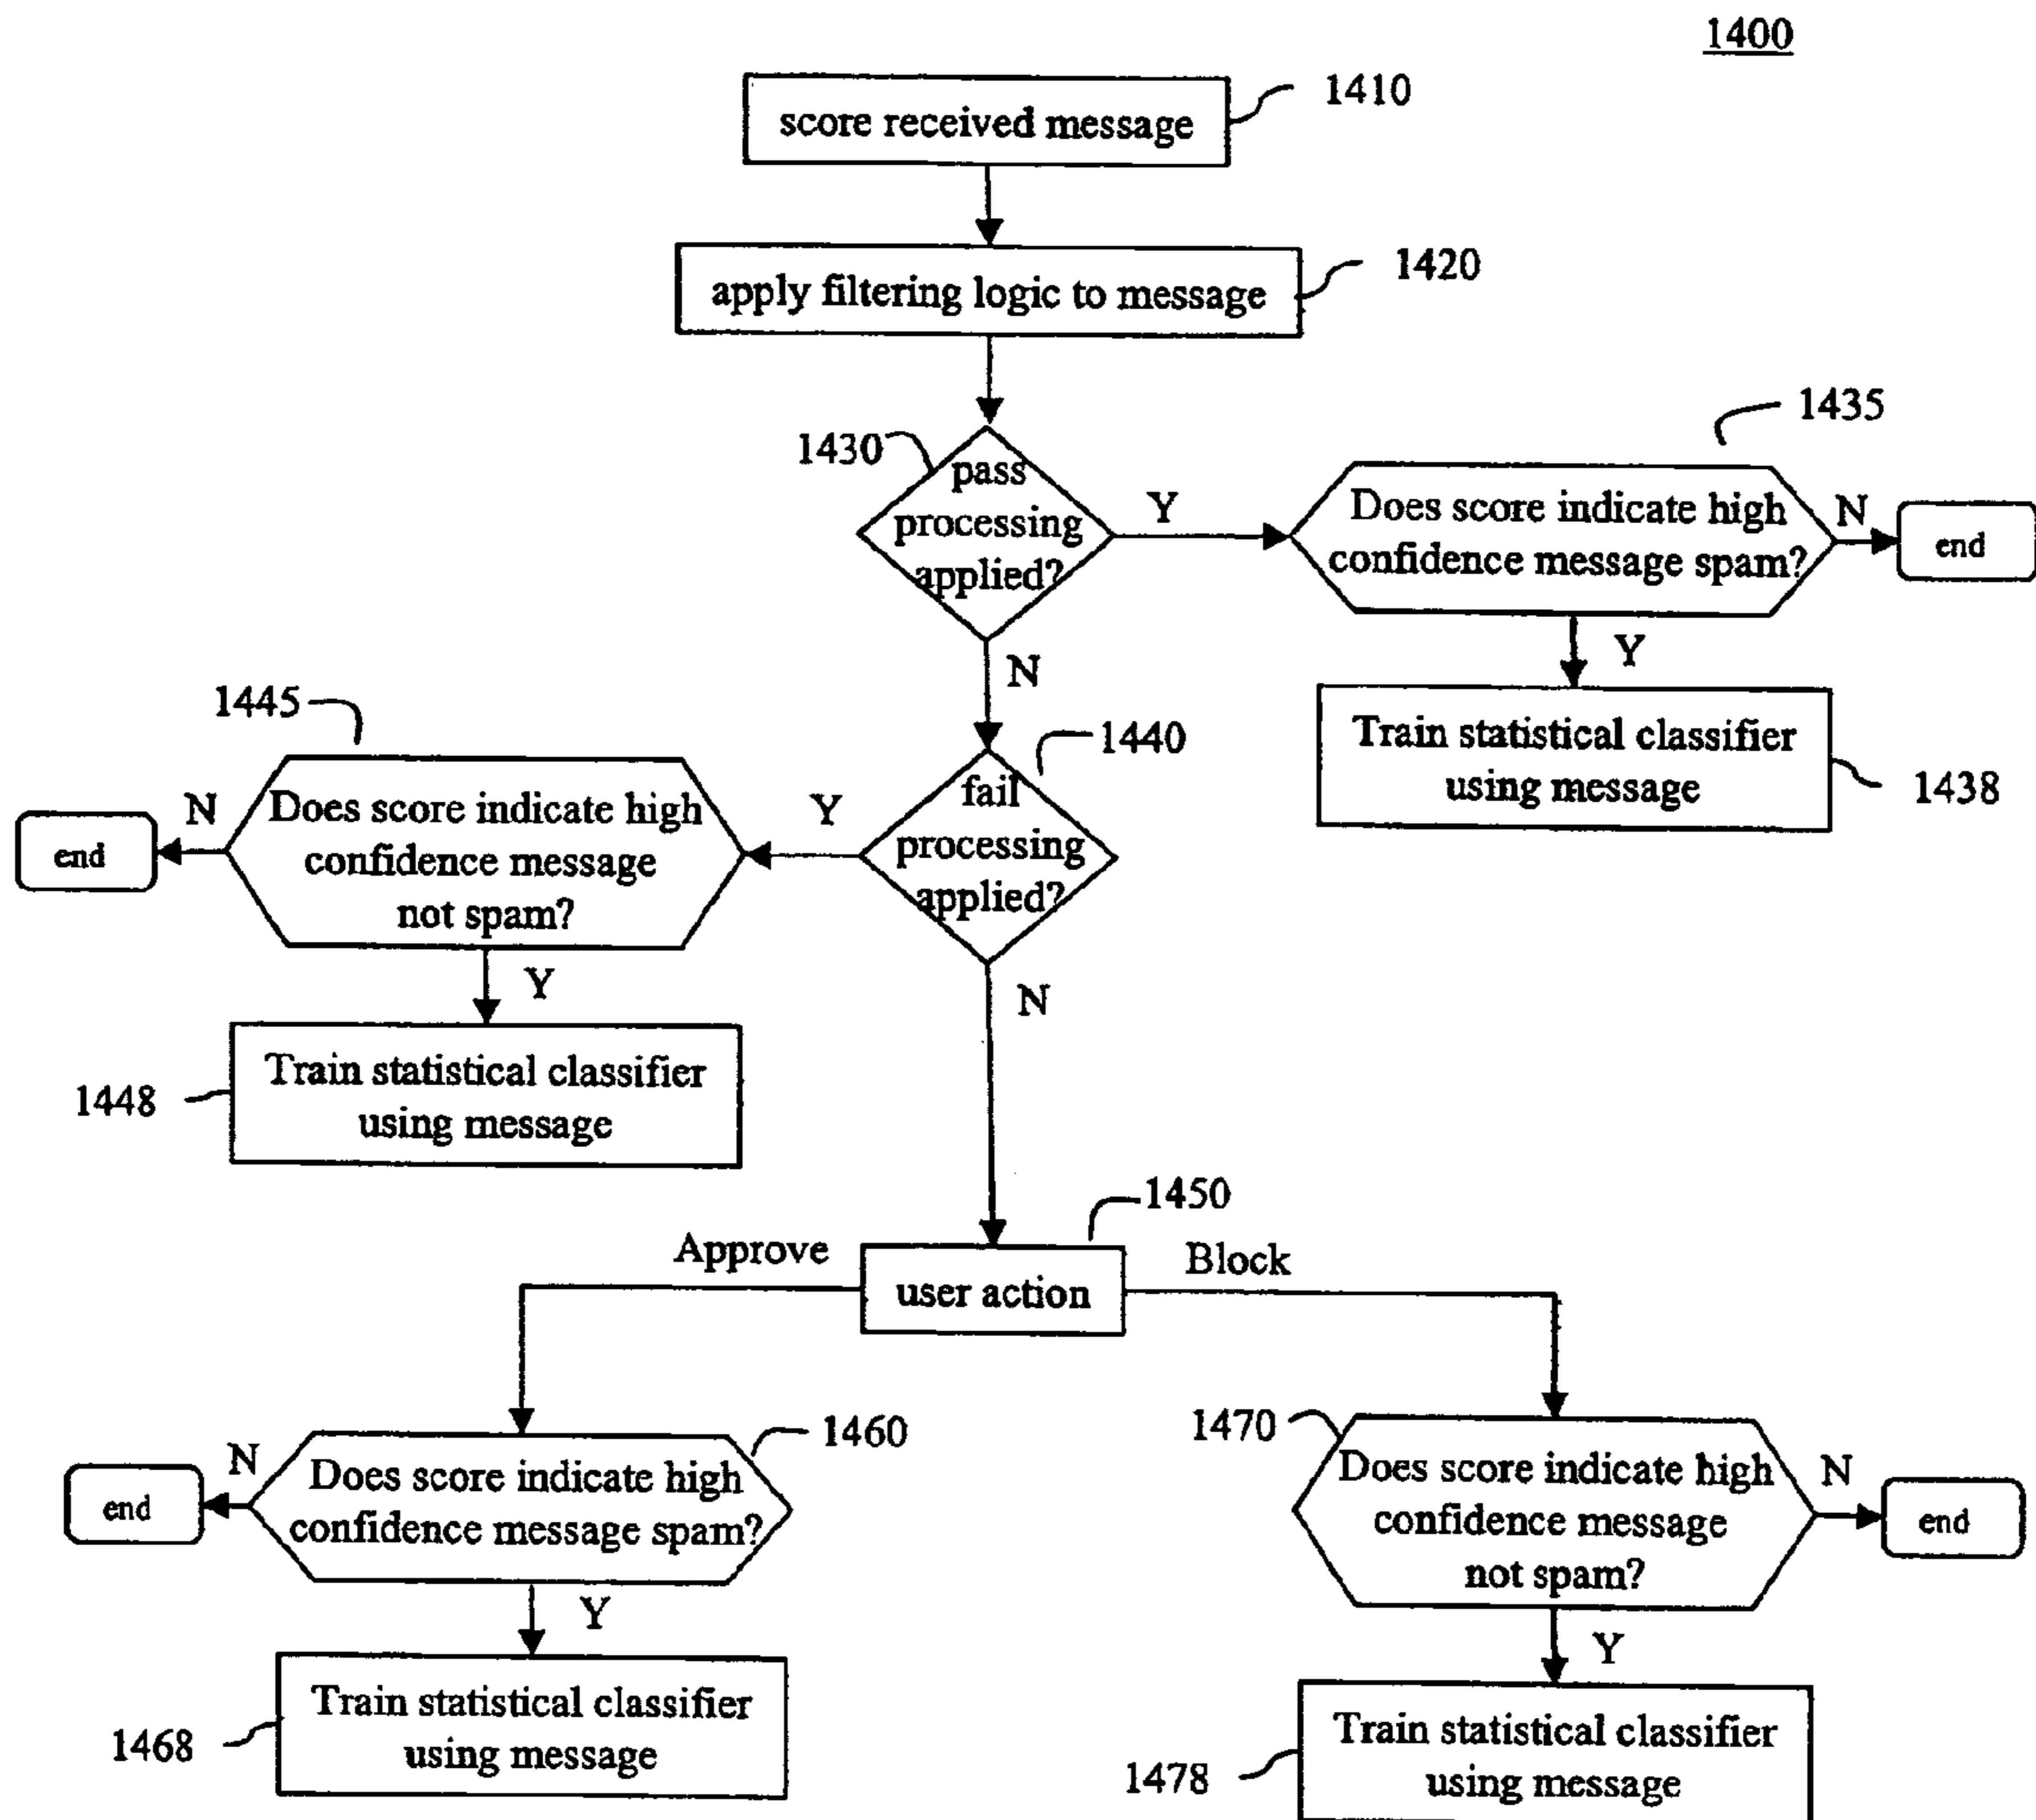 1400
score received message
1410
apply filtering logic to message
1420
1430
pass
processing
applied?
Y
N
1435
Does score indicate high
confidence message spam?
N
end
Y
Train statistical classifier
using message
1438
1440
fail
processing
applied?
Y
N
1445
Does score indicate high
confidence message
not spam?
N
end
Y
Train statistical classifier
using message
1448
1450
user action
Approve
Block
1460
Does score indicate high
confidence message spam?
N
end
Y
Train statistical classifier
using message
1468
1470
Does score indicate high
confidence message
not spam?
N
end
Y
Train statistical classifier
using message
1478